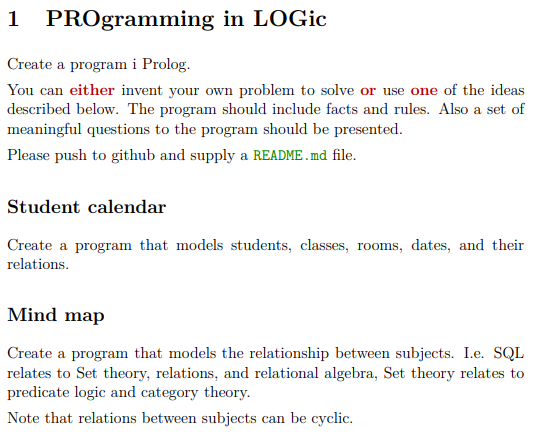 1 PROgramming in LOGic
Create a program i Prolog.
You can either invent your own problem to solve or use one of the ideas
described below. The program should include facts and rules. Also a set of
meaningful questions to the program should be presented.
Please push to github and supply a README.md file.
Student calendar
Create a program that models students, classes, rooms, dates, and their
relations.
Mind map
Create a program that models the relationship between subjects. I.e. SQL
relates to Set theory, relations, and relational algebra, Set theory relates to
predicate logic and category theory.
Note that relations between subjects can be cyclic.